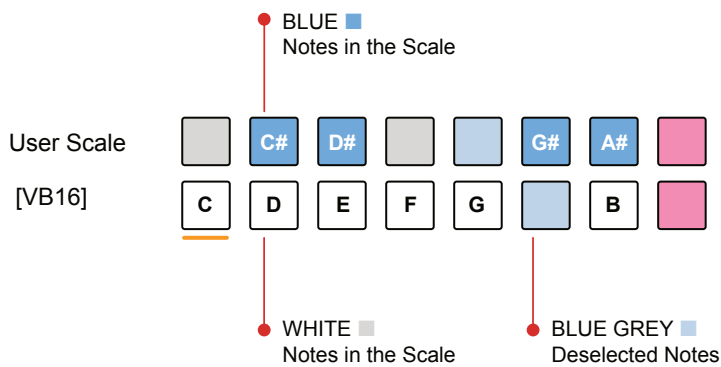 BLUE
Notes in the Scale
User Scale
C# D# G# A#
[VB16]
C D E F G B
WHITE
Notes in the Scale
BLUE GREY
Deselected Notes